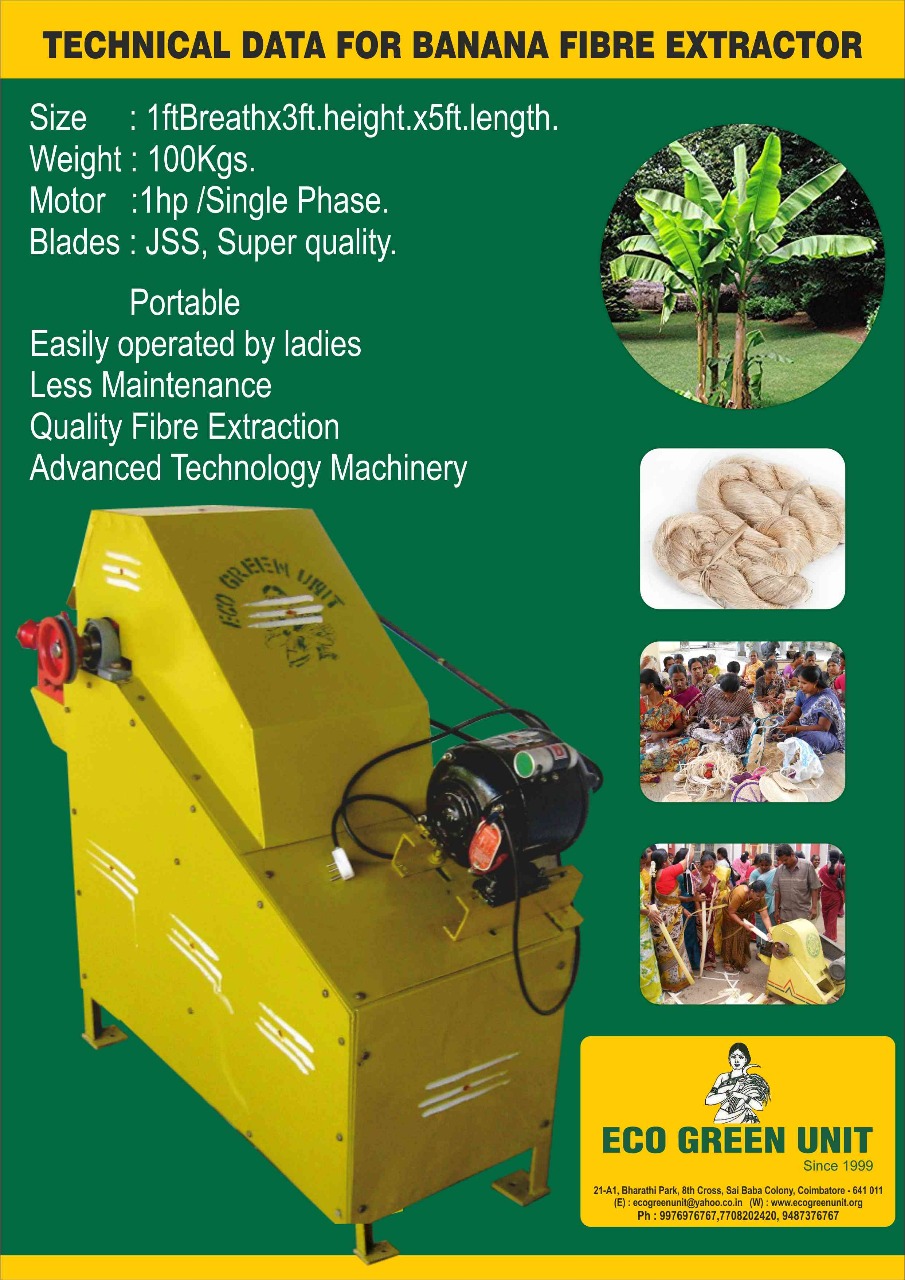 TECHNICAL DATA FOR BANANA FIBRE EXTRACTOR
Size : 1ftBreathx3ft.height.x5ft.length.
Weight : 100Kgs.
Motor :1hp /Single Phase.
Blades : JSS, Super quality.
Portable
Easily operated by ladies
Less Maintenance
Quality Fibre Extraction
Advanced Technology Machinery
ECO GREEN UNIT
ECO GREEN UNIT
Since 1999
21-A1, Bharathi Park, 8th Cross, Sai Baba Colony, Coimbatore - 641 011
(E) : ecogreenunit@yahoo.co.in (W) : www.ecogreenunit.org
Ph : 9976976767,7708202420, 9487376767